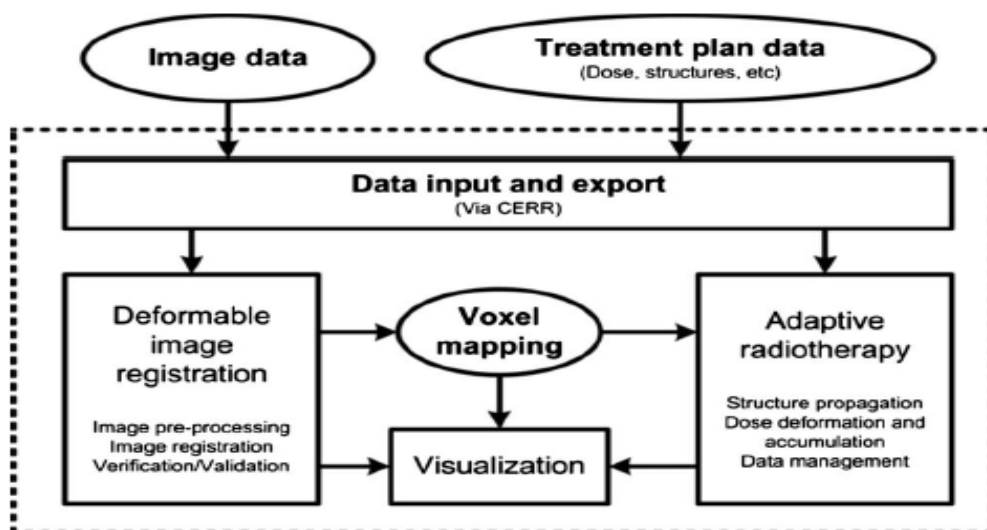 Image data
Treatment plan data
(Dose, structures, etc)
Data input and export
(Via CERR)
Deformable
image
registration
Image pre-processing
Image registration
Verification/Validation
Voxel
mapping
Visualization
Adaptive
radiotherapy
Structure propagation
Dose deformation and
accumulation
Data management